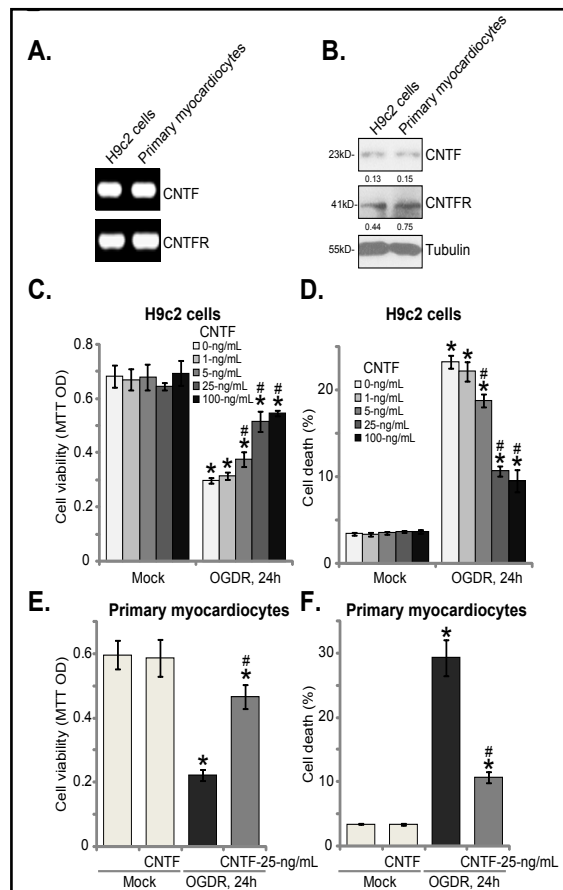 A.
H9c2 cells
Primary myocardiocytes
CNTF
CNTFR
B.
H9c2 cells
Primary myocardiocytes
23kD-
CNTF
0.13 0.15
41kD-
CNTFR
0.44 0.75
55kD-
Tubulin
C.
H9c2 cells
Cell viability (MTT OD)
0.8
0.6
0.4
0.2
0
CNTF
0-ng/mL
1-ng/mL
5-ng/mL
25-ng/mL
100-ng/mL
# # #
* * * * *
Mock OGDR, 24h
D.
H9c2 cells
Cell death (%)
20
10
0
CNTF
0-ng/mL
1-ng/mL
5-ng/mL
25-ng/mL
100-ng/mL
# # #
* * * * *
Mock OGDR, 24h
E.
Primary myocardiocytes
Cell viability (MTT OD)
0.6
0.4
0.2
0
#
* *
CNTF CNTF-25-ng/mL
Mock OGDR, 24h
F.
Primary myocardiocytes
Cell death (%)
30
20
10
0
#
* *
CNTF CNTF-25-ng/mL
Mock OGDR, 24h